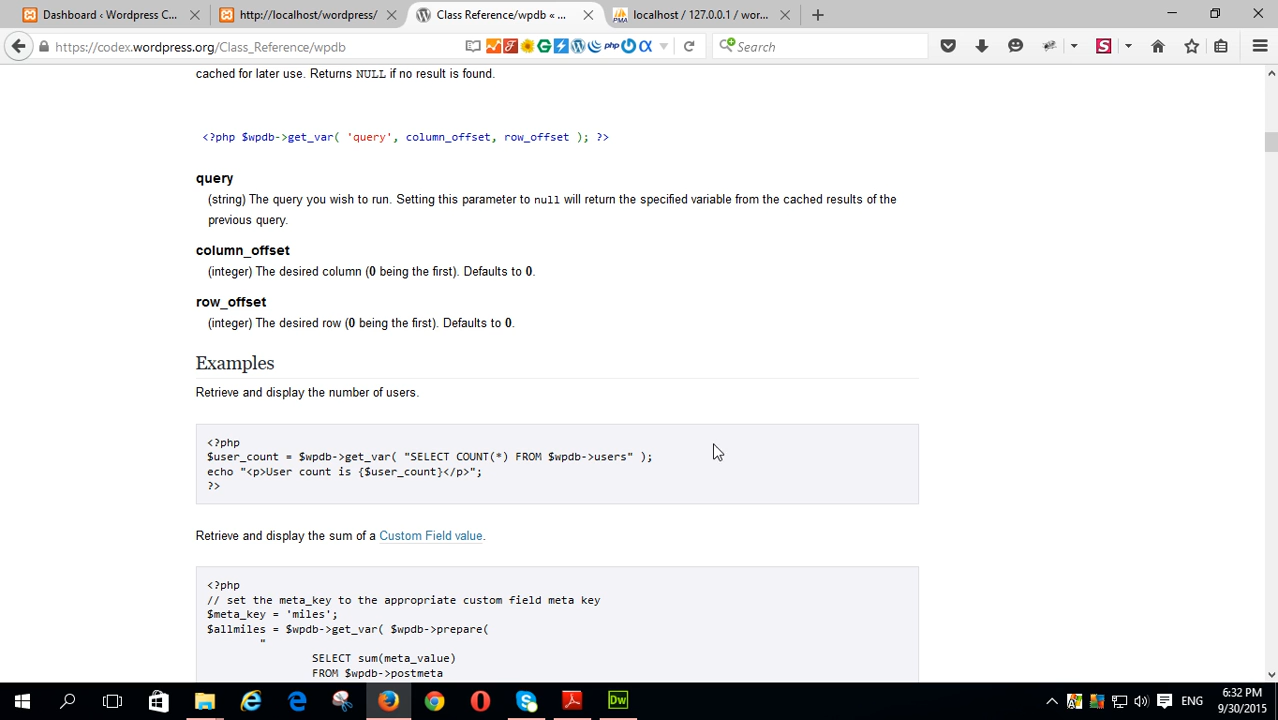 Dashboard ‹ Wordpress C...
http://localhost/wordpress/
Class Reference/wpdb « ...
localhost / 127.0.0.1 / wor...
https://codex.wordpress.org/Class_Reference/wpdb
php
Search
cached for later use. Returns NULL if no result is found.
<?php $wpdb->get_var( 'query', column_offset, row_offset ); ?>
query
(string) The query you wish to run. Setting this parameter to null will return the specified variable from the cached results of the
previous query.
column_offset
(integer) The desired column (0 being the first). Defaults to 0.
row_offset
(integer) The desired row (0 being the first). Defaults to 0.
Examples
Retrieve and display the number of users.
<?php
$user_count = $wpdb->get_var( "SELECT COUNT(*) FROM $wpdb->users" );
echo "<p>User count is {$user_count}</p>";
?>
Retrieve and display the sum of a Custom Field value.
<?php
// set the meta_key to the appropriate custom field meta key
$meta_key = 'miles';
$allmiles = $wpdb->get_var( $wpdb->prepare(
"
SELECT sum(meta_value)
FROM $wpdb->postmeta
Dw
ENG
6:32 PM
9/30/2015